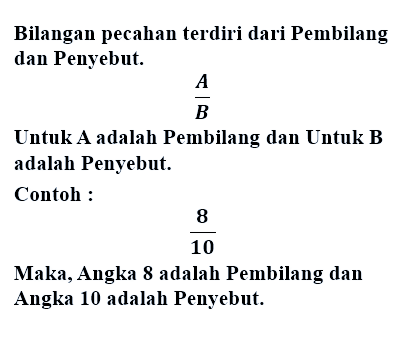 Bilangan pecahan terdiri dari Pembilang
dan Penyebut.
A
B
Untuk A adalah Pembilang dan Untuk B
adalah Penyebut.
Contoh :
8
10
Maka, Angka 8 adalah Pembilang dan
Angka 10 adalah Penyebut.